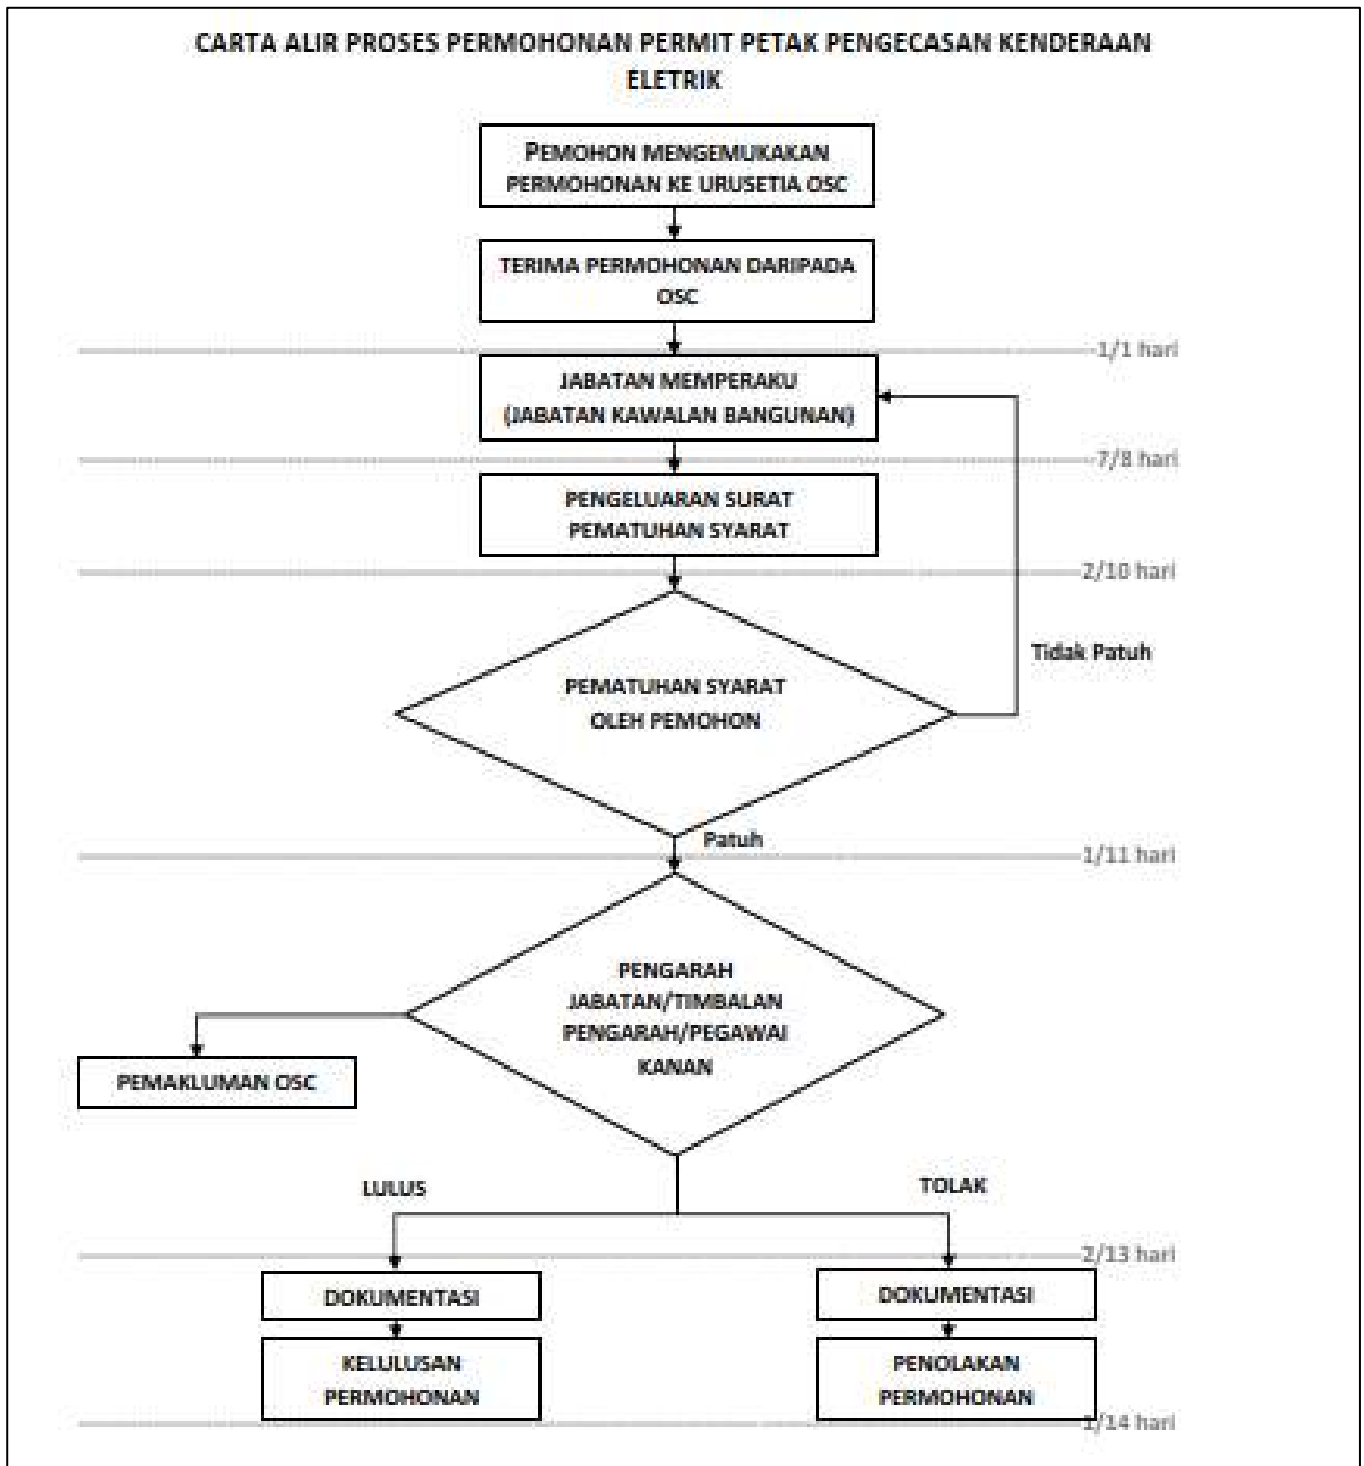 CARTA ALIR PROSES PERMOHONAN PERMIT PETAK PENGECASAN KENDERAAN
ELETRIK
PEMOHON MENGEMUKAKAN
PERMOHONAN KE URUSETIA OSC
TERIMA PERMOHONAN DARIPADA
OSC
1/1 hari
JABATAN MEMPERAKU
(JABATAN KAWALAN BANGUNAN)
7/8 hari
PENGELUARAN SURAT
PEMATUHAN SYARAT
2/10 hari
Tidak Patuh
PEMATUHAN SYARAT
OLEH PEMOHON
Patuh
1/11 hari
PENGARAH
JABATAN/TIMBALAN
PENGARAH/PEGAWAI
KANAN
PEMAKLUMAN OSC
LULUS
TOLAK
2/13 hari
DOKUMENTASI
DOKUMENTASI
KELULUSAN
PERMOHONAN
PENOLAKAN
PERMOHONAN
1/14 hari